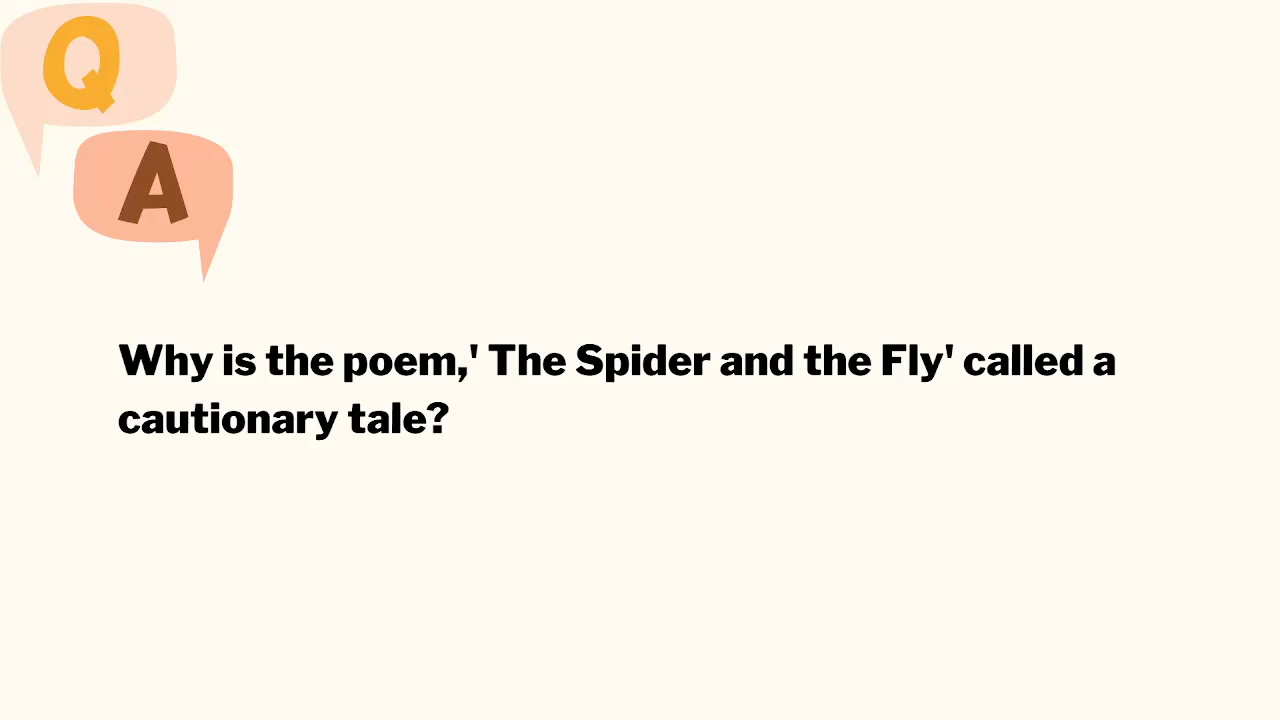 Q
A
Why is the poem,' The Spider and the Fly' called a
cautionary tale?